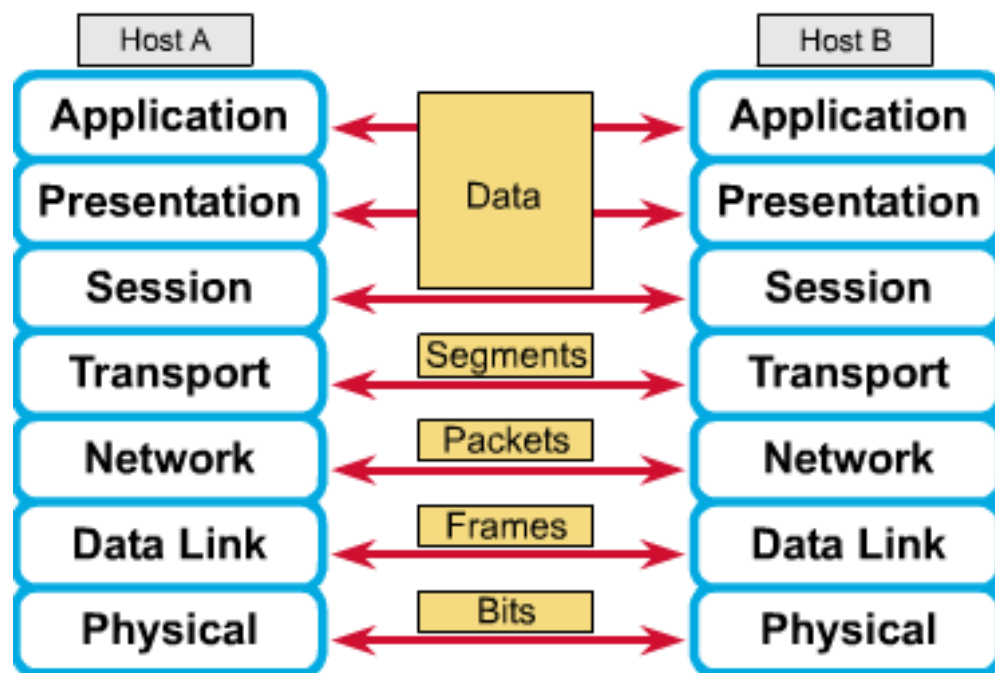 Host A
Host B
Application
Application
Presentation
Data
Presentation
Session
Session
Transport
Segments
Transport
Network
Packets
Network
Data Link
Frames
Data Link
Physical
Bits
Physical